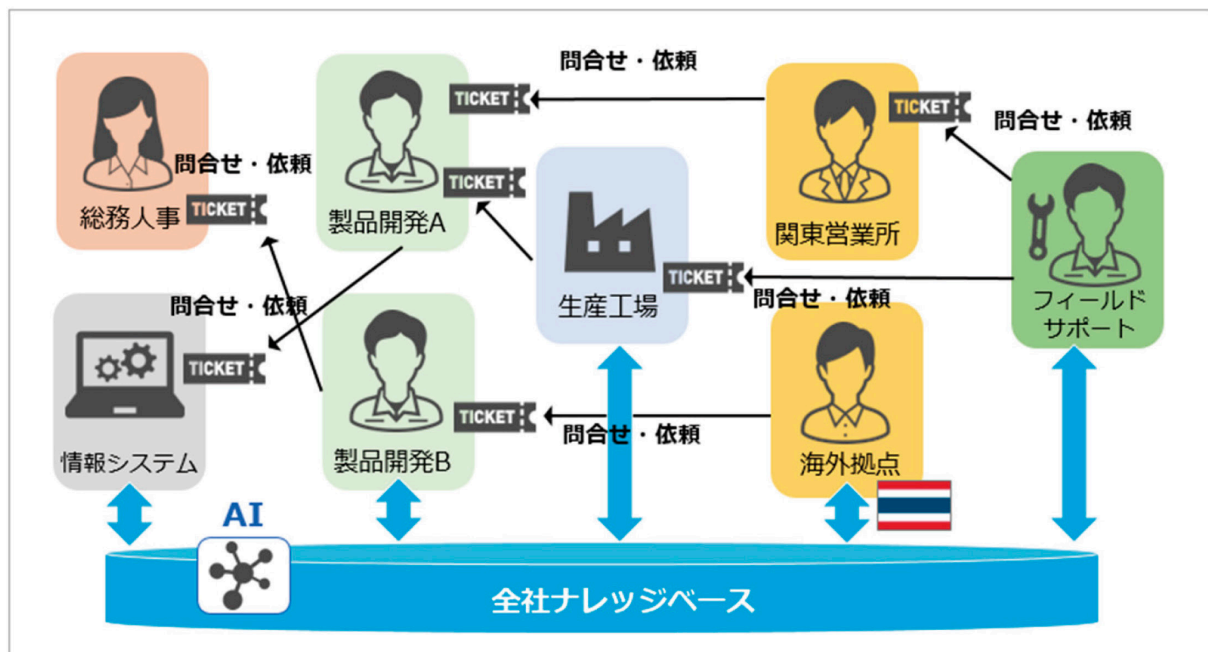 問合せ・依頼
TICKET
TICKET
問合せ・依頼
問合せ・依頼
TICKET
総務人事
TICKET
製品開発A
関東営業所
TICKET
問合せ・依頼
問合せ・依頼
生産工場
フィールド
サポート
TICKET
TICKET
問合せ・依頼
情報システム
製品開発B
海外拠点
AI
全社ナレッジベース